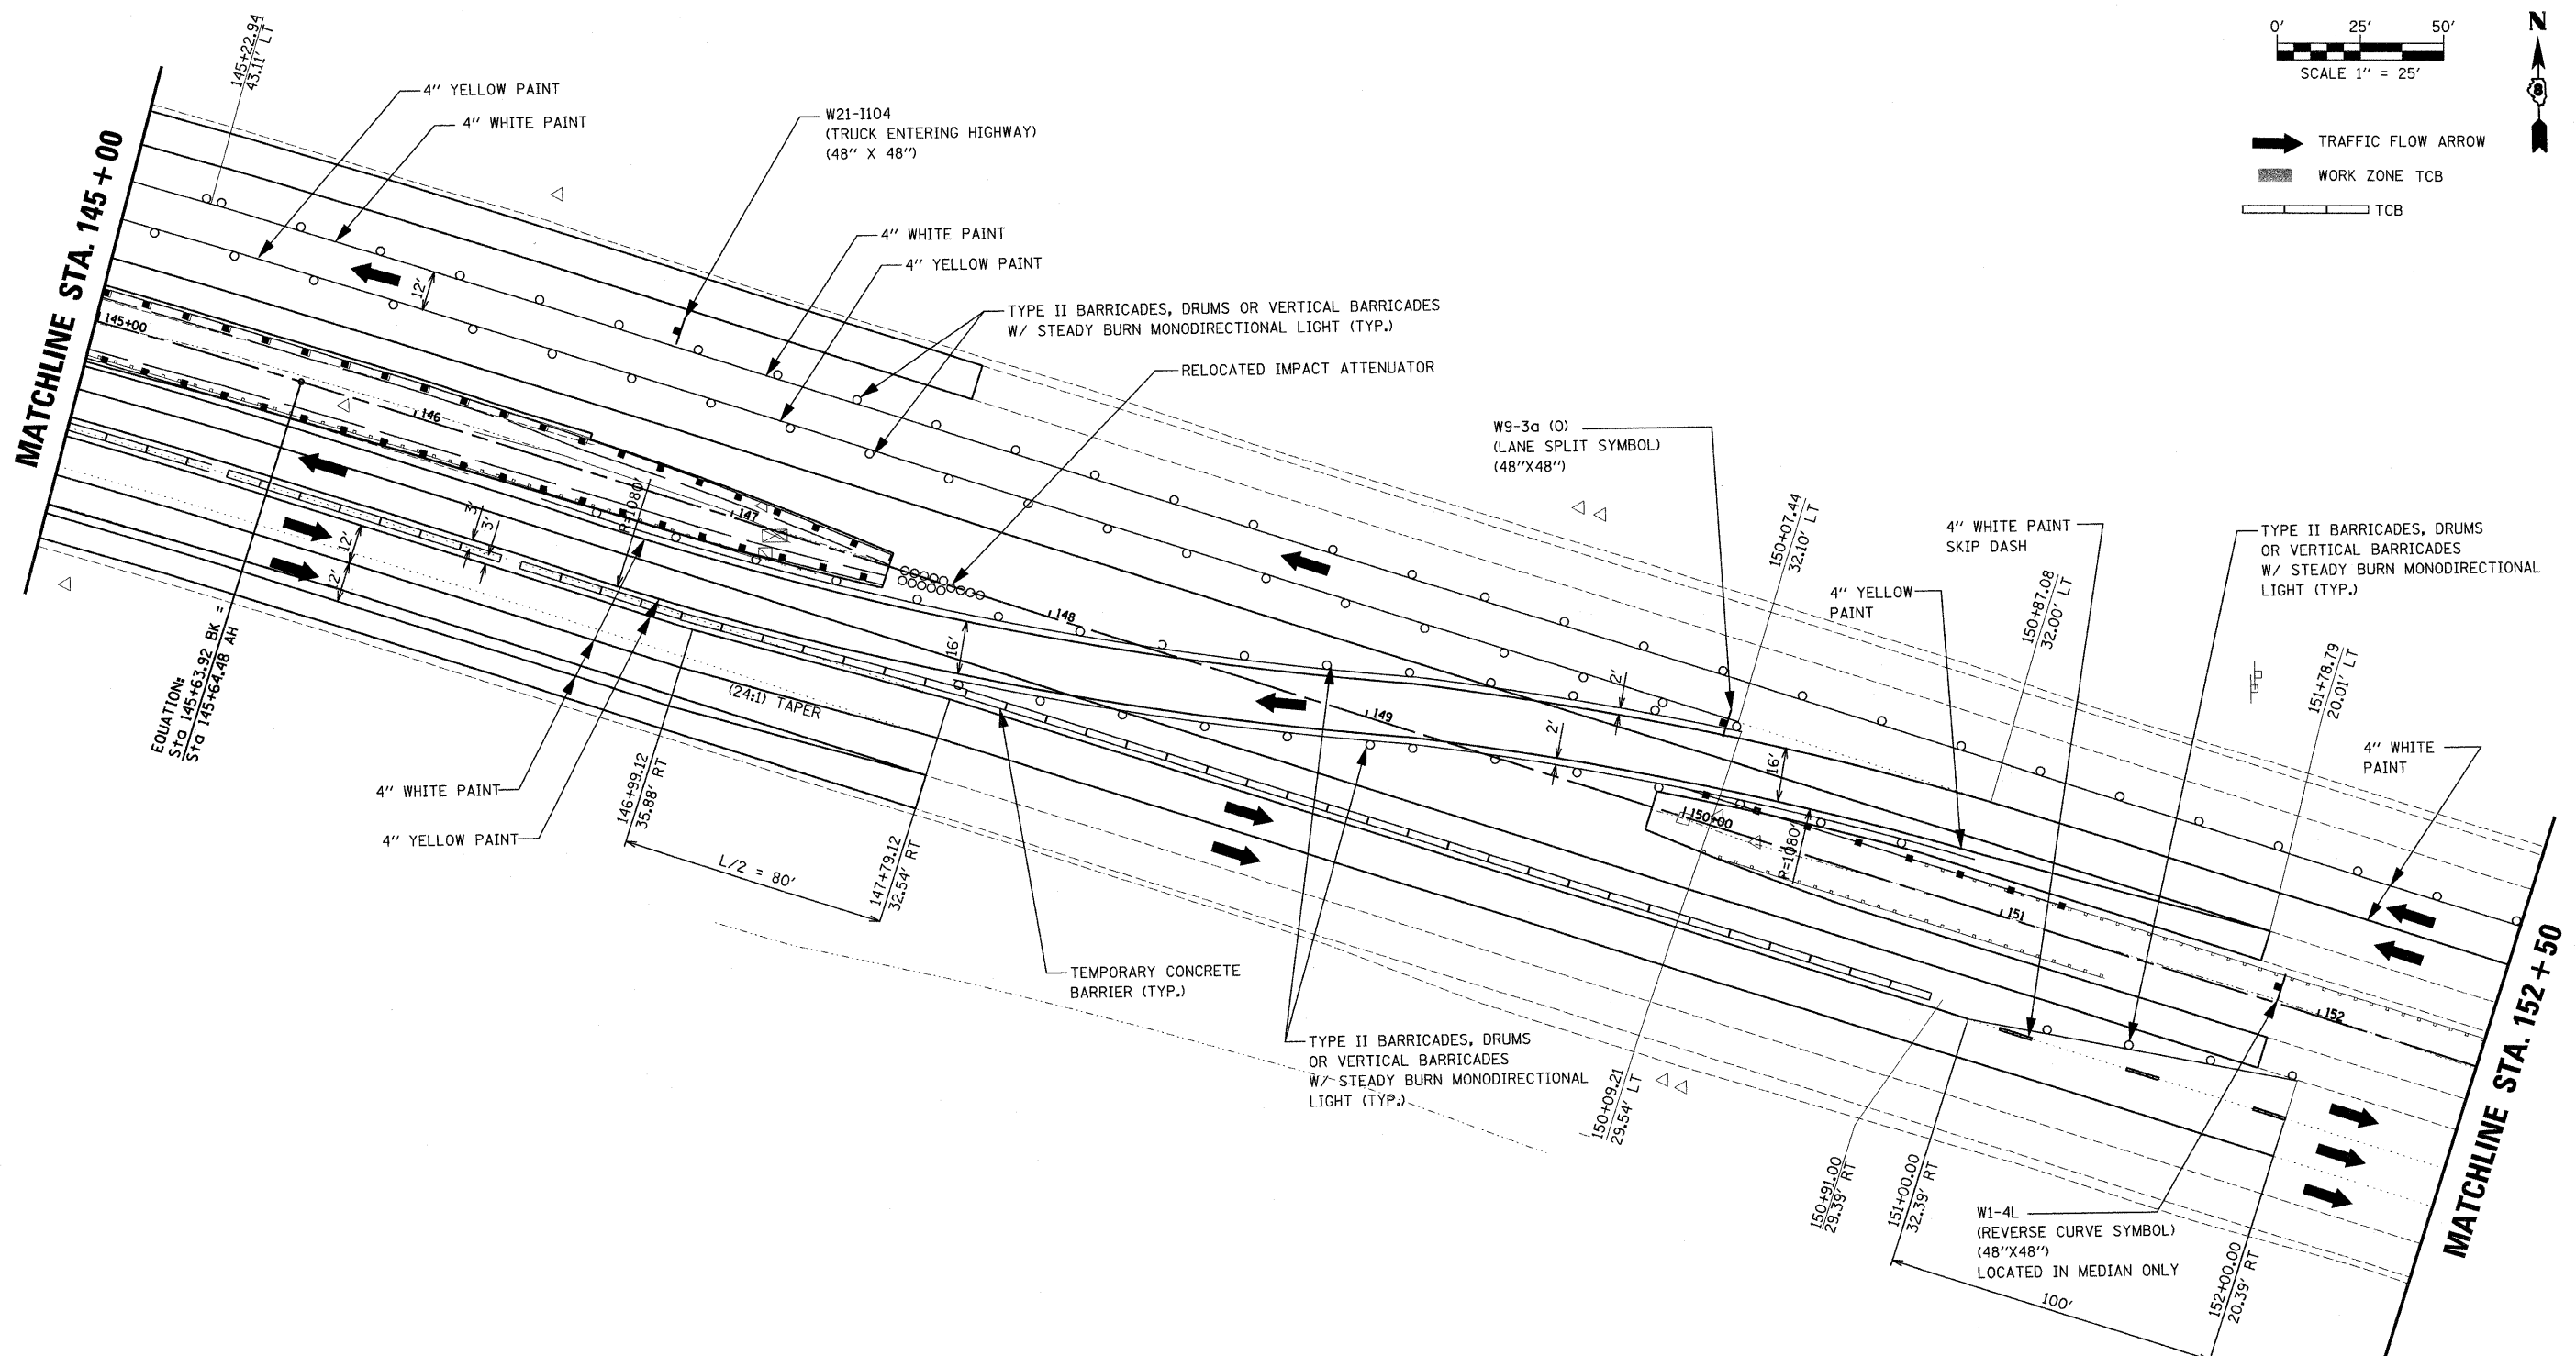 0' 25' 50'
SCALE 1" = 25'
N
8
TRAFFIC FLOW ARROW
WORK ZONE TCB
TCB
MATCHLINE STA. 145+00
145+22.94
43.11' LT
4" YELLOW PAINT
4" WHITE PAINT
W21-I104
(TRUCK ENTERING HIGHWAY)
(48" X 48")
4" WHITE PAINT
4" YELLOW PAINT
TYPE II BARRICADES, DRUMS OR VERTICAL BARRICADES
W/ STEADY BURN MONODIRECTIONAL LIGHT (TYP.)
RELOCATED IMPACT ATTENUATOR
12'
145+00
146
147
148
149
150+00
151
152
R=1080'
3'
3'
12'
12'
16'
W9-3a (O)
(LANE SPLIT SYMBOL)
(48"X48")
150+07.44
32.10' LT
4" YELLOW
PAINT
4" WHITE PAINT
SKIP DASH
150+87.08
32.00' LT
TYPE II BARRICADES, DRUMS
OR VERTICAL BARRICADES
W/ STEADY BURN MONODIRECTIONAL
LIGHT (TYP.)
151+78.79
20.01' LT
4" WHITE
PAINT
2'
2'
16'
R=1080'
EQUATION:
Sta 145+63.92 BK =
Sta 145+64.48 AH
(24:1) TAPER
4" WHITE PAINT
4" YELLOW PAINT
146+99.12
35.88' RT
L/2 = 80'
147+79.12
32.54' RT
TEMPORARY CONCRETE
BARRIER (TYP.)
TYPE II BARRICADES, DRUMS
OR VERTICAL BARRICADES
W/ STEADY BURN MONODIRECTIONAL
LIGHT (TYP.)
150+09.21
29.54' LT
150+91.00
29.39' RT
151+00.00
32.39' RT
W1-4L
(REVERSE CURVE SYMBOL)
(48"X48")
LOCATED IN MEDIAN ONLY
100'
152+00.00
20.39' RT
MATCHLINE STA. 152+50